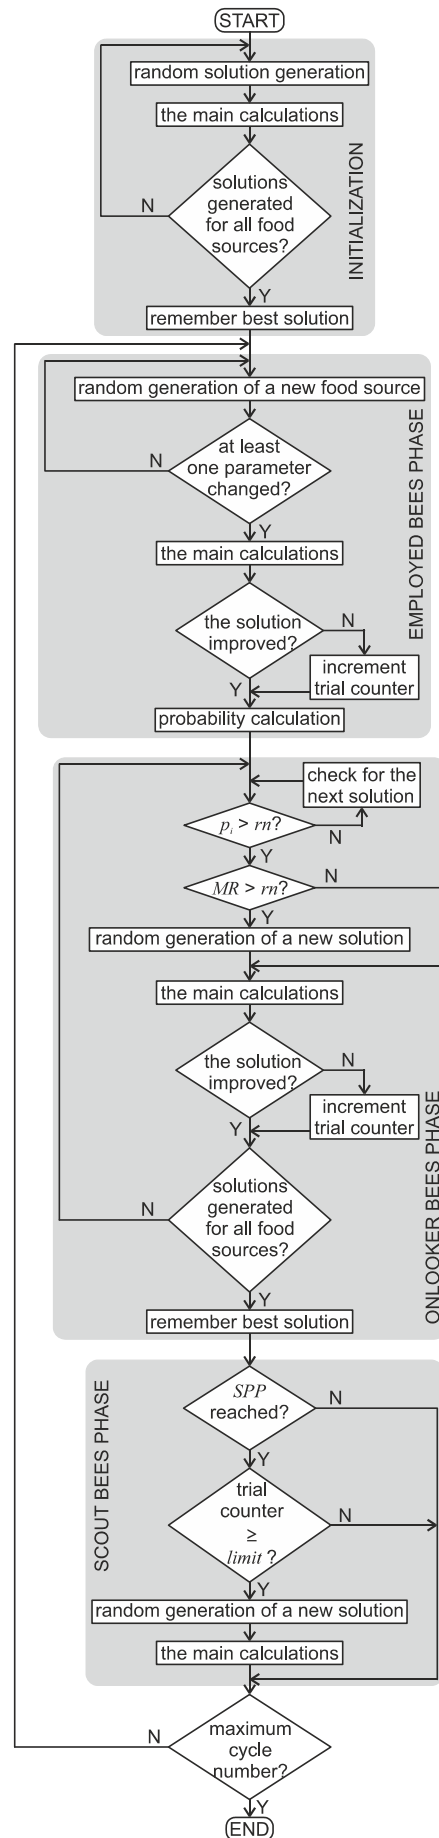 START
random solution generation
the main calculations
solutions
generated
for all food
sources?
N
Y
INITIALIZATION
remember best solution
random generation of a new food source
at least
one parameter
changed?
N
Y
the main calculations
the solution
improved?
N
increment
trial counter
Y
EMPLOYED BEES PHASE
probability calculation
check for the
next solution
pᵢ > rn?
N
Y
MR > rn?
N
Y
random generation of a new solution
the main calculations
the solution
improved?
N
increment
trial counter
Y
solutions
generated
for all food
sources?
N
Y
ONLOOKER BEES PHASE
remember best solution
SPP
reached?
N
Y
SCOUT BEES PHASE
trial
counter
≥
limit ?
N
Y
random generation of a new solution
the main calculations
maximum
cycle
number?
N
Y
END